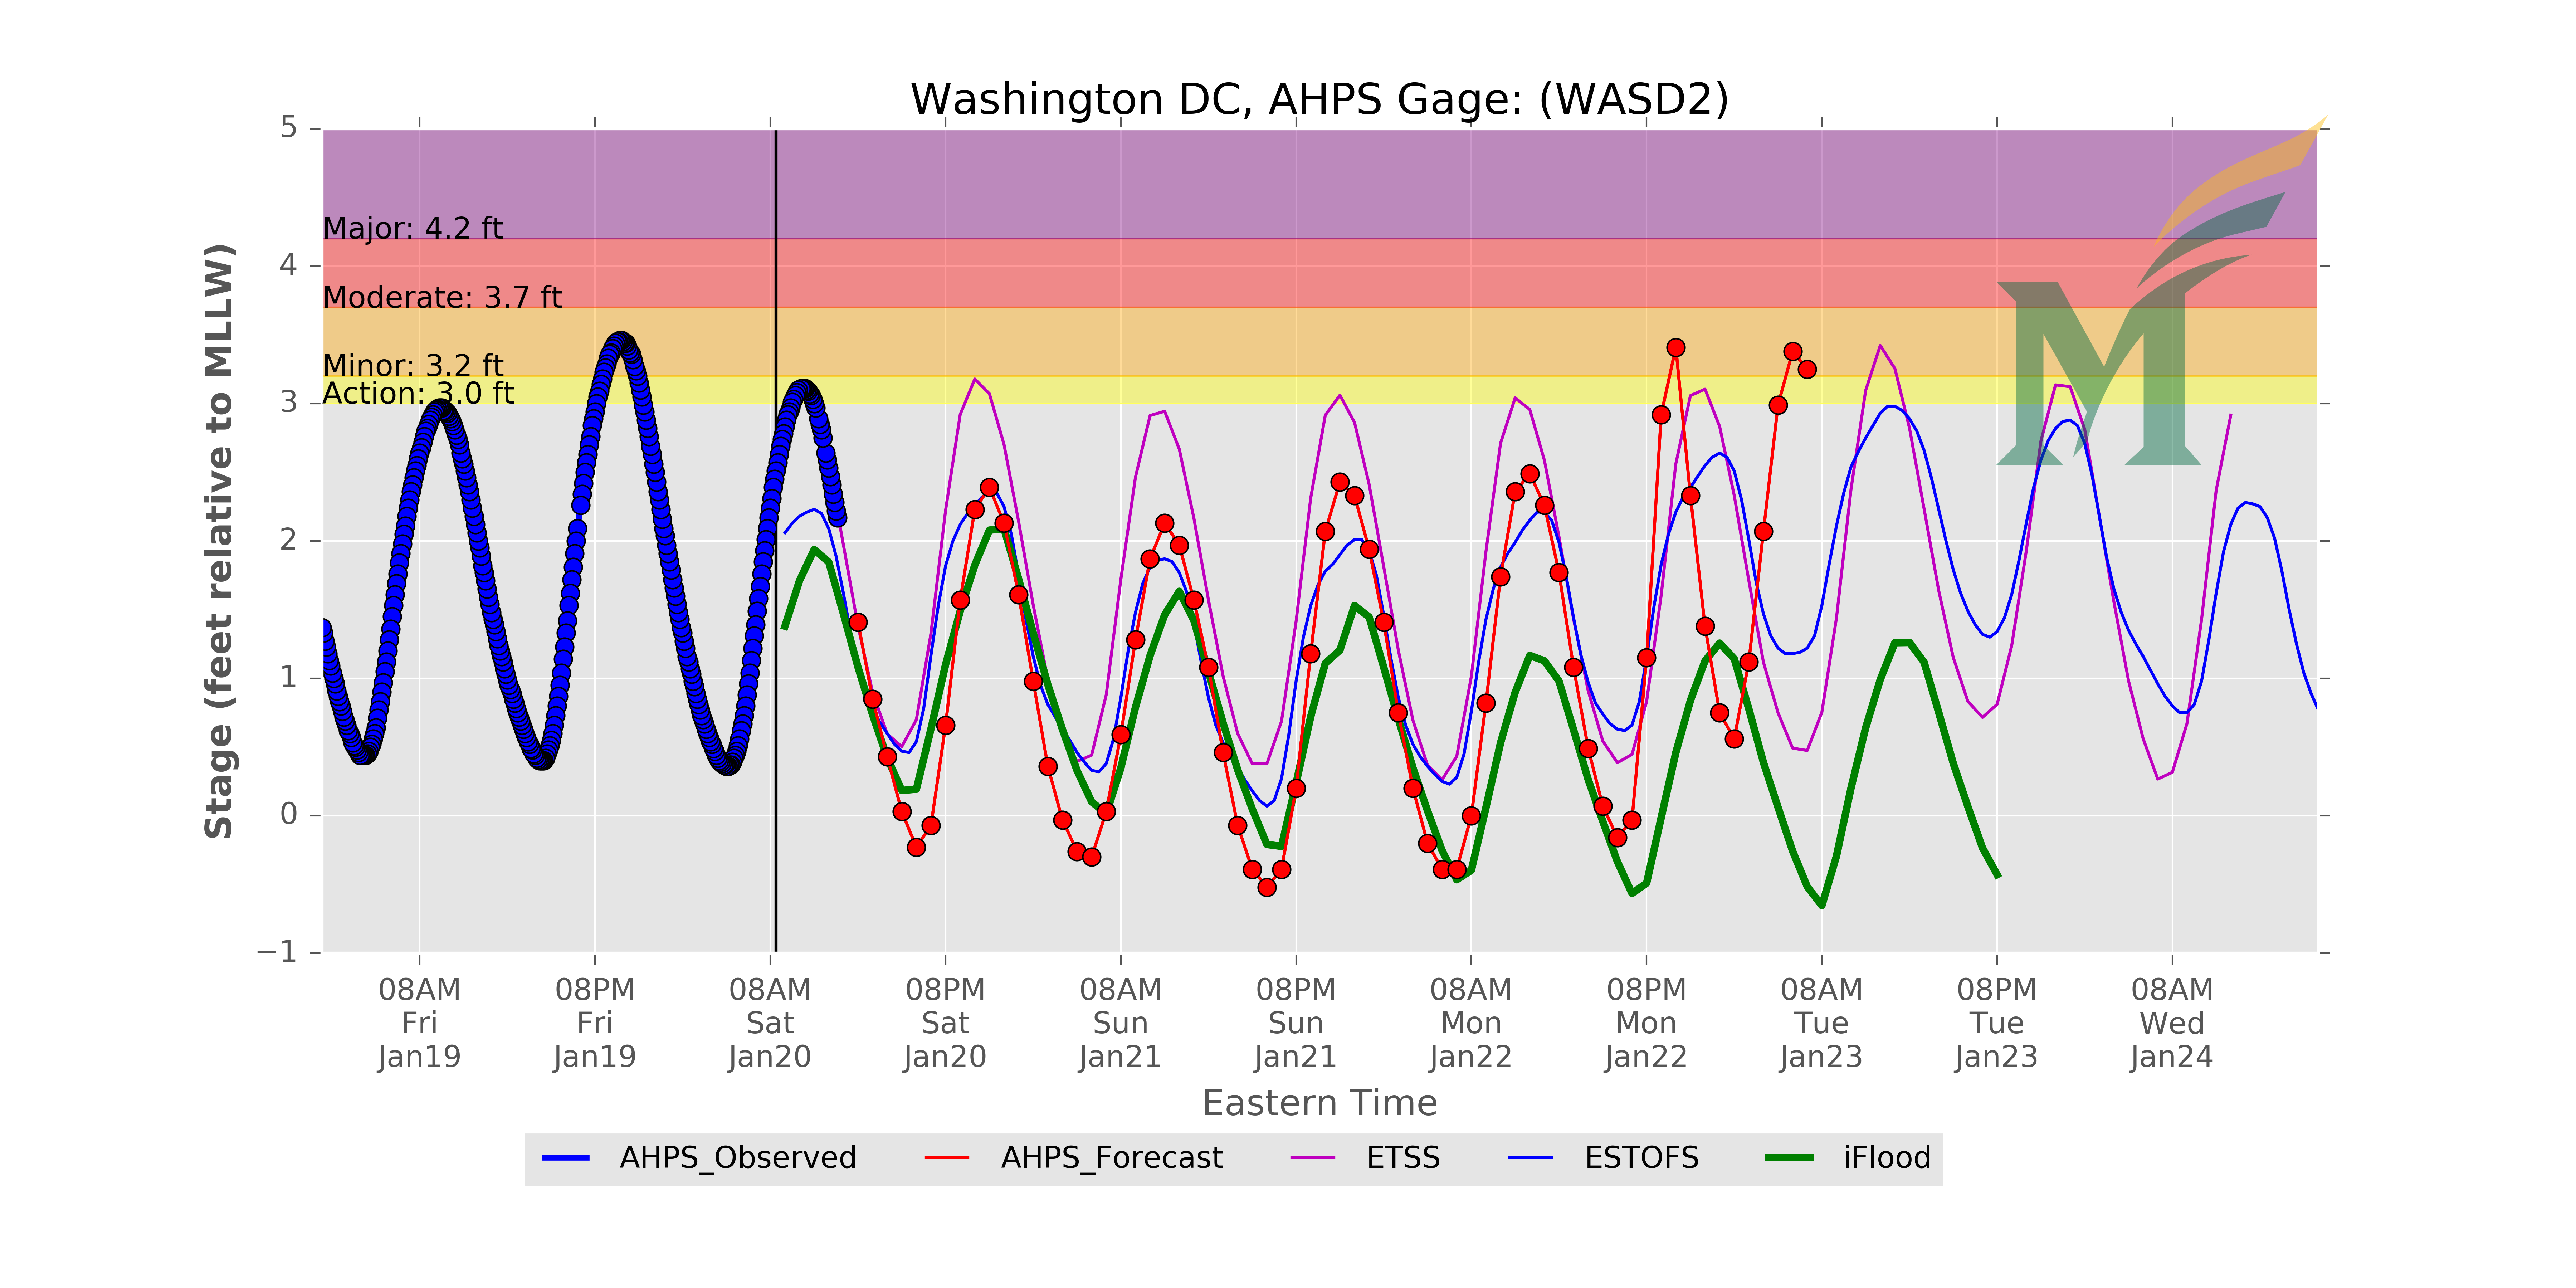 Washington DC, AHPS Gage: (WASD2)
5
4
3
2
1
0
−1
Stage (feet relative to MLLW)
Major: 4.2 ft
Moderate: 3.7 ft
Minor: 3.2 ft
Action: 3.0 ft
M
08AM 08PM 08AM 08PM 08AM 08PM 08AM 08PM 08AM 08PM 08AM
Fri Fri Sat Sat Sun Sun Mon Mon Tue Tue Wed
Jan19 Jan19 Jan20 Jan20 Jan21 Jan21 Jan22 Jan22 Jan23 Jan23 Jan24
Eastern Time
AHPS_Observed AHPS_Forecast ETSS ESTOFS iFlood